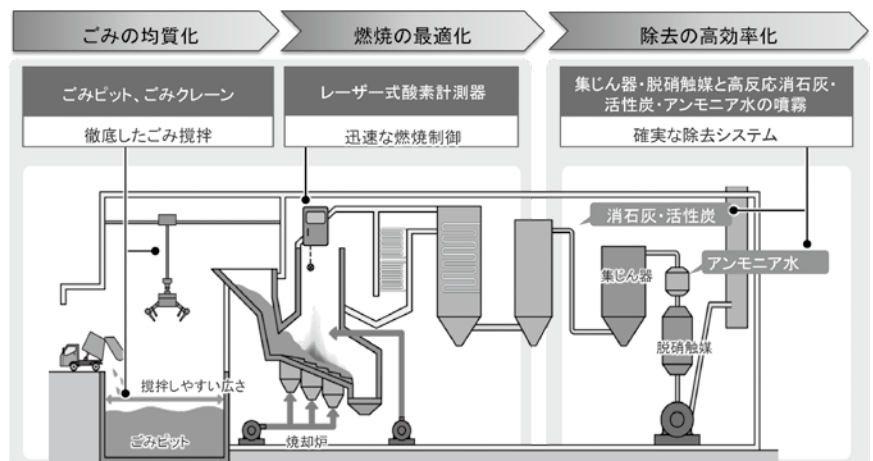 ごみの均質化
燃焼の最適化
除去の高効率化
ごみピット、ごみクレーン
徹底したごみ撹拌
レーザー式酸素計測器
迅速な燃焼制御
集じん器・脱硝触媒と高反応消石灰・
活性炭・アンモニア水の噴霧
確実な除去システム
消石灰・活性炭
集じん器
アンモニア水
脱硝触媒
撹拌しやすい広さ
ごみピット
焼却炉